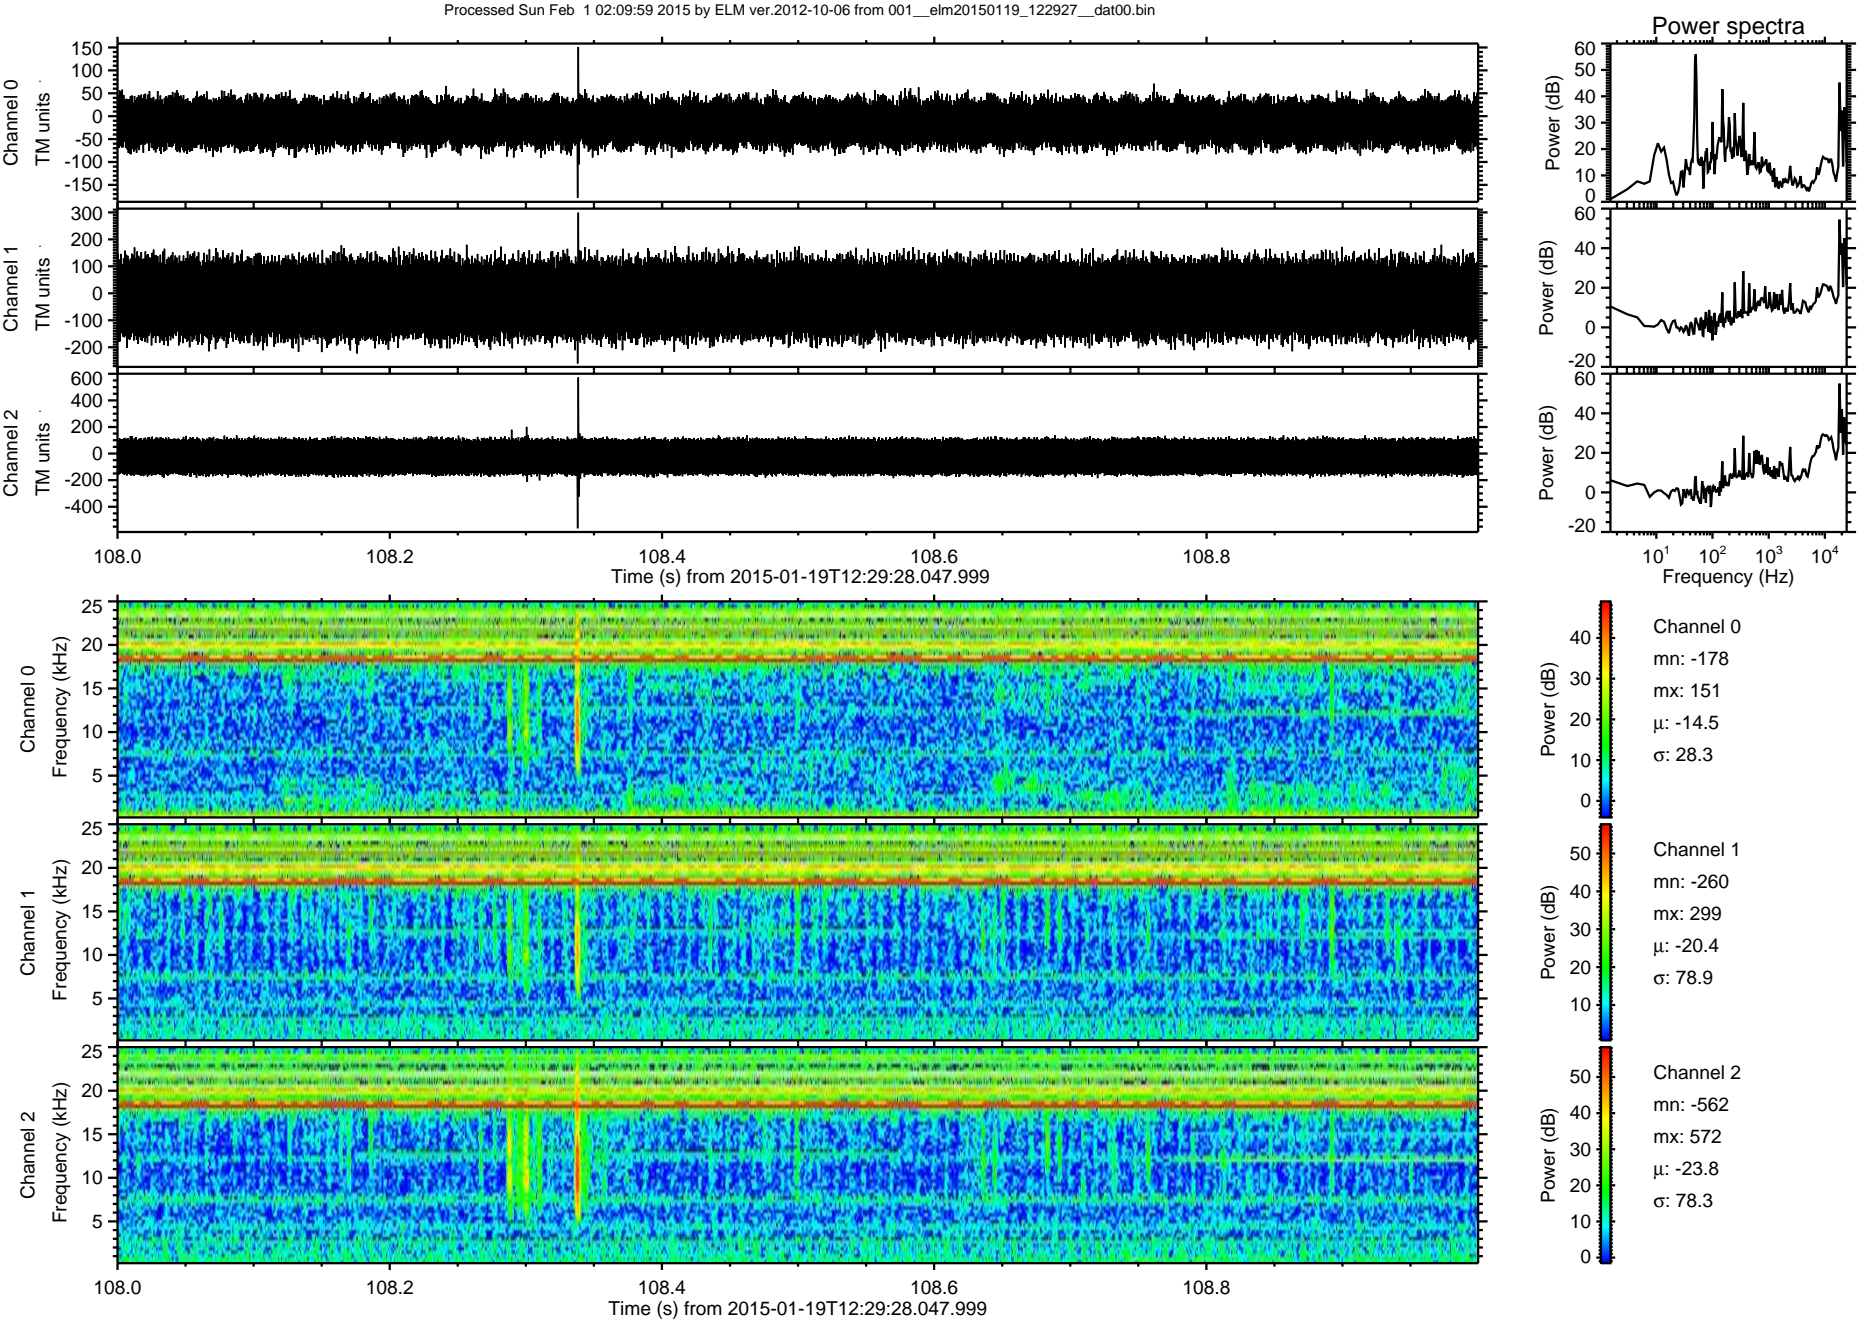 Processed Sun Feb  1 02:09:59 2015 by ELM ver.2012-10-06 from 001__elm20150119_122927__dat00.bin
Power spectra
Channel 0
TM units
150
100
50
0
-50
-100
-150
Power (dB)
60
50
40
30
20
10
0
Channel 1
TM units
300
200
100
0
-100
-200
Power (dB)
60
40
20
0
-20
Channel 2
TM units
600
400
200
0
-200
-400
Power (dB)
60
40
20
0
-20
108.0 108.2 108.4 108.6 108.8
Time (s) from 2015-01-19T12:29:28.047.999
10^1 10^2 10^3 10^4
Frequency (Hz)
Channel 0
Frequency (kHz)
25
20
15
10
5
Power (dB)
40
30
20
10
0
Channel 0
mn: -178
mx: 151
μ: -14.5
σ: 28.3
Channel 1
Frequency (kHz)
25
20
15
10
5
Power (dB)
50
40
30
20
10
Channel 1
mn: -260
mx: 299
μ: -20.4
σ: 78.9
Channel 2
Frequency (kHz)
25
20
15
10
5
Power (dB)
50
40
30
20
10
0
Channel 2
mn: -562
mx: 572
μ: -23.8
σ: 78.3
108.0 108.2 108.4 108.6 108.8
Time (s) from 2015-01-19T12:29:28.047.999